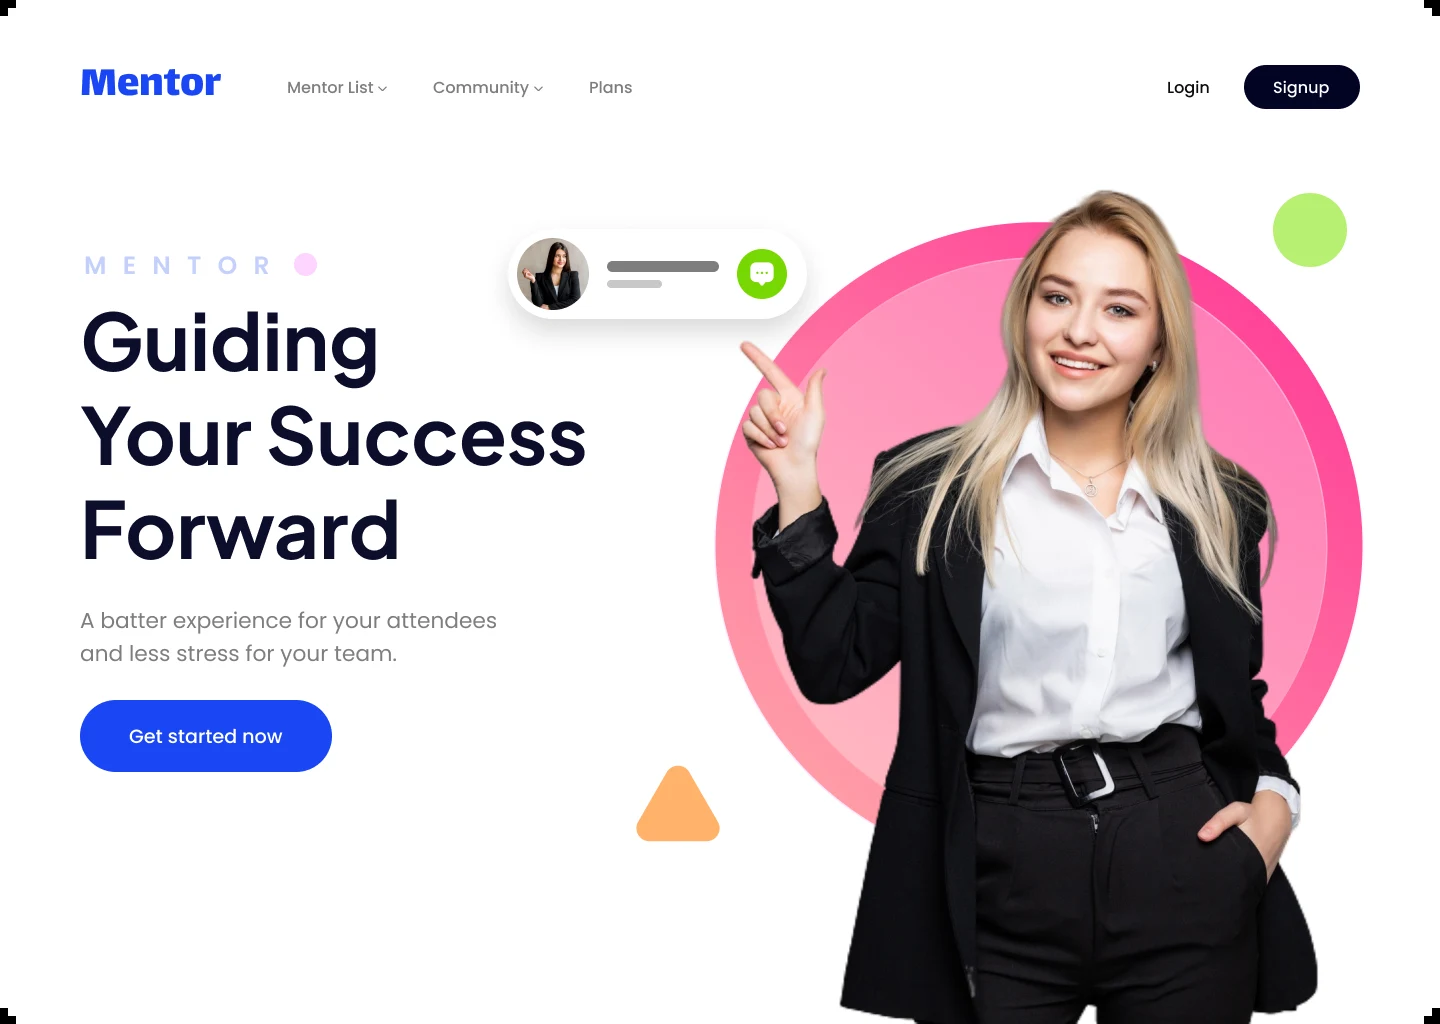 Mentor
Mentor List
Community
Plans
Login
Signup
MENTOR
Guiding
Your Success
Forward
A batter experience for your attendees
and less stress for your team.
Get started now